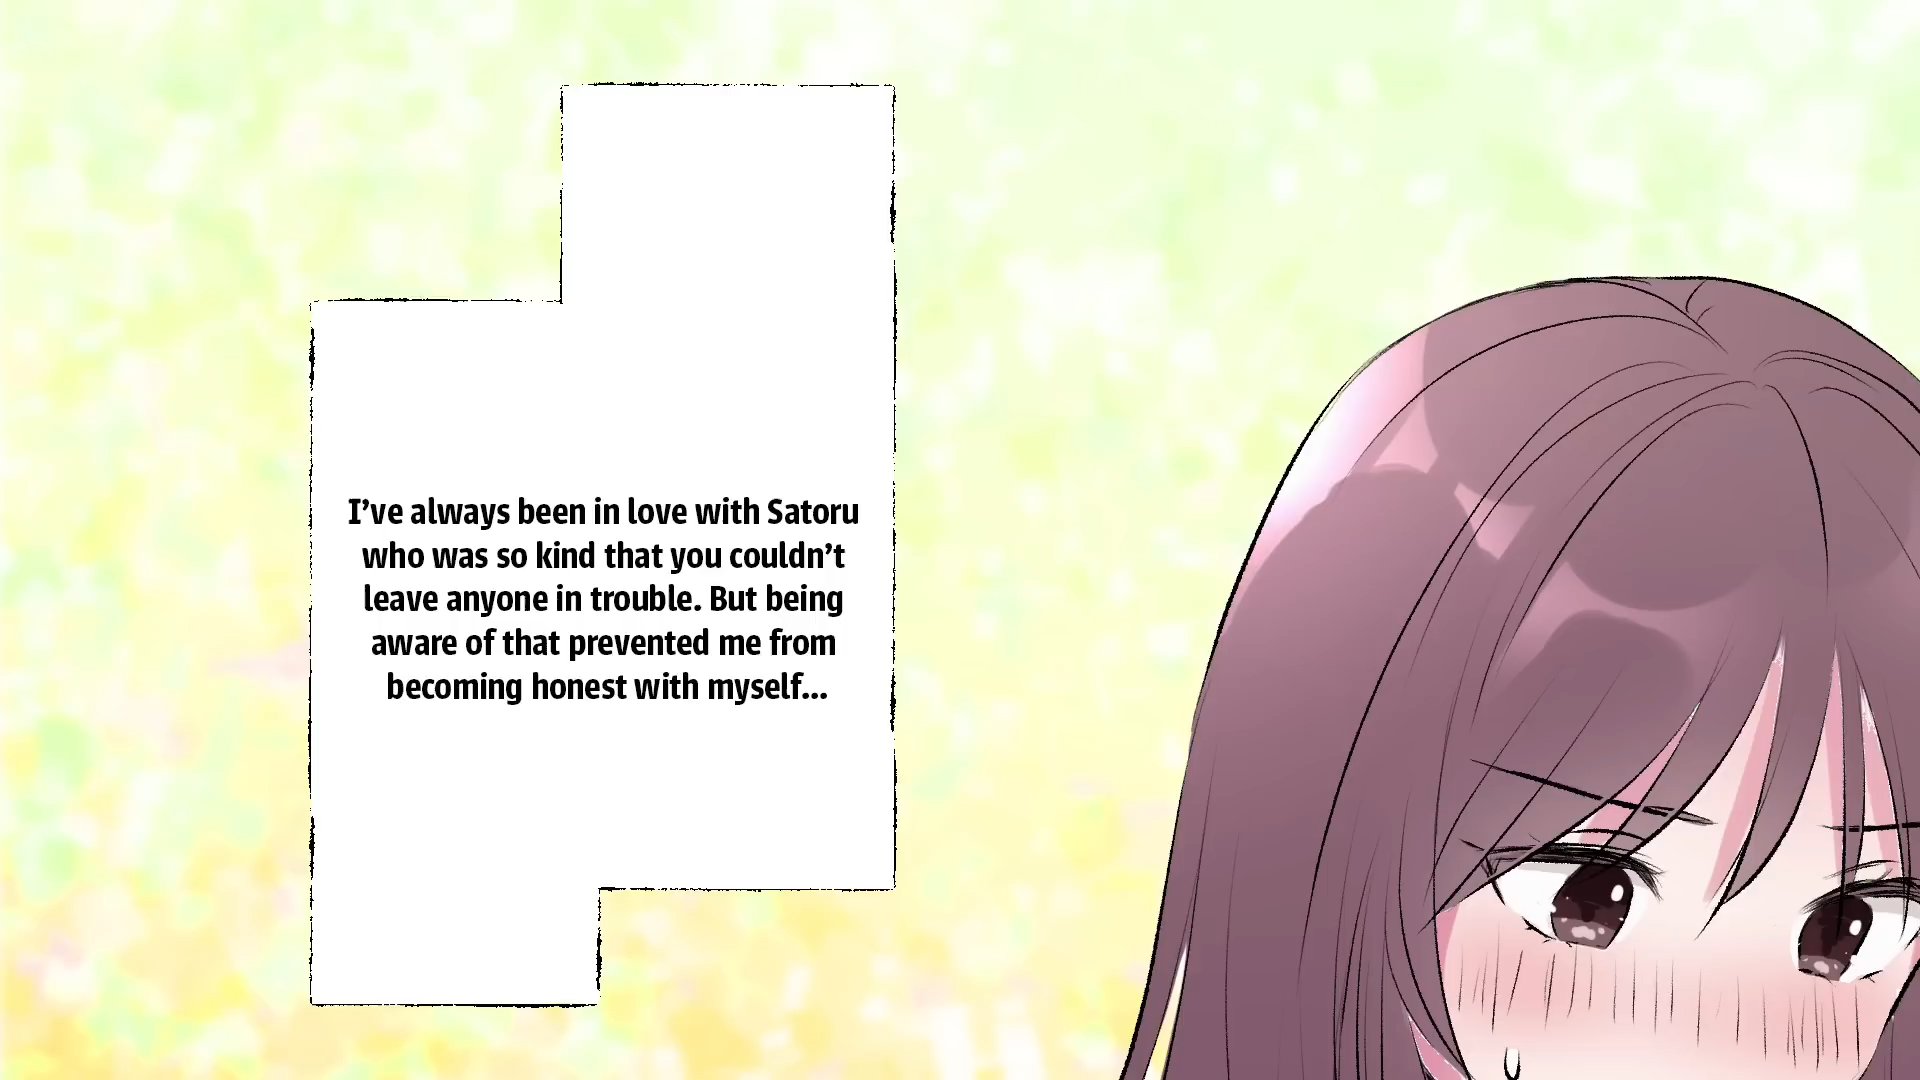 I've always been in love with Satoru
who was so kind that you couldn't
leave anyone in trouble. But being
aware of that prevented me from
becoming honest with myself...